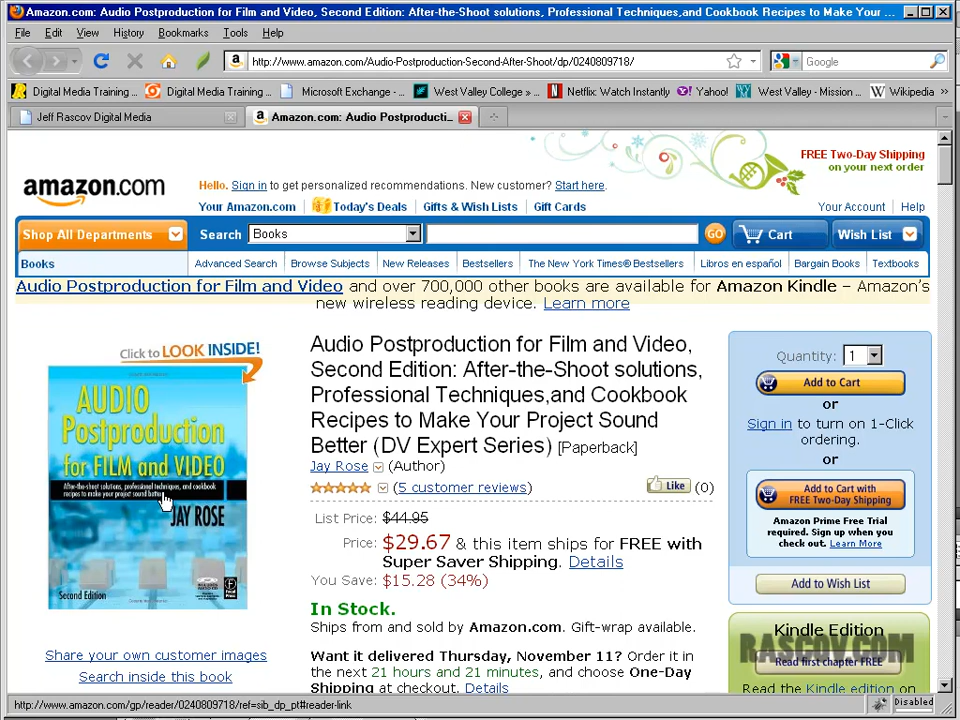 Amazon.com: Audio Postproduction for Film and Video, Second Edition: After-the-Shoot solutions, Professional Techniques,and Cookbook Recipes to Make Your ...
File Edit View History Bookmarks Tools Help
http://www.amazon.com/Audio-Postproduction-Second-After-Shoot/dp/0240809718/
Google
Digital Media Training ... Digital Media Training ... Microsoft Exchange - ... West Valley College » ... Netflix: Watch Instantly Yahoo! West Valley - Mission ... Wikipedia »
Jeff Rascov Digital Media
Amazon.com: Audio Postproducti...
FREE Two-Day Shipping
on your next order
amazon.com
Hello. Sign in to get personalized recommendations. New customer? Start here.
Your Amazon.com Today's Deals Gifts & Wish Lists Gift Cards
Your Account Help
Shop All Departments Search Books GO Cart Wish List
Books Advanced Search Browse Subjects New Releases Bestsellers The New York Times® Bestsellers Libros en español Bargain Books Textbooks
Audio Postproduction for Film and Video and over 700,000 other books are available for Amazon Kindle – Amazon's
new wireless reading device. Learn more
Click to LOOK INSIDE!
AUDIO
Postproduction
for FILM and VIDEO
After-the-shoot solutions, professional techniques, and cookbook
recipes to make your project sound better
JAY ROSE
Second Edition
Share your own customer images
Search inside this book
Audio Postproduction for Film and Video,
Second Edition: After-the-Shoot solutions,
Professional Techniques,and Cookbook
Recipes to Make Your Project Sound
Better (DV Expert Series) [Paperback]
Jay Rose (Author)
(5 customer reviews)
Like (0)
List Price: $44.95
Price: $29.67 & this item ships for FREE with
Super Saver Shipping. Details
You Save: $15.28 (34%)
In Stock.
Ships from and sold by Amazon.com. Gift-wrap available.
Want it delivered Thursday, November 11? Order it in
the next 21 hours and 21 minutes, and choose One-Day
Shipping at checkout. Details
Quantity: 1
Add to Cart
or
Sign in to turn on 1-Click
ordering.
or
Add to Cart with
FREE Two-Day Shipping
Amazon Prime Free Trial
required. Sign up when you
check out. Learn More
Add to Wish List
Kindle Edition
RASCOV.COM
Read first chapter FREE
Read the Kindle edition on
http://www.amazon.com/gp/reader/0240809718/ref=sib_dp_pt#reader-link
Disabled